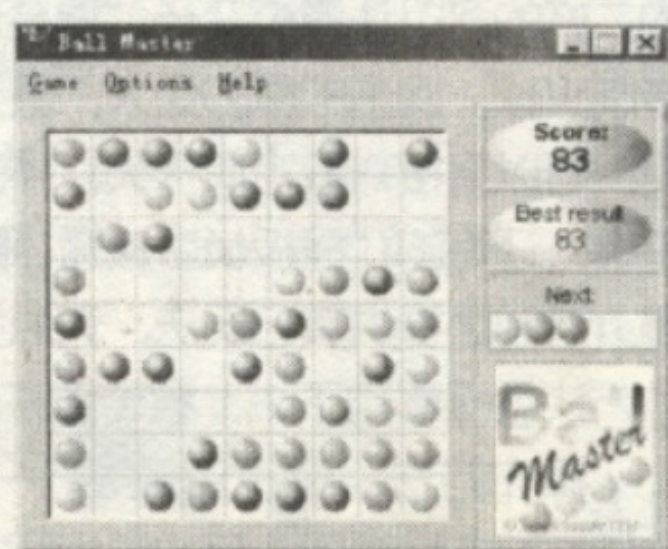 Ball Master
Game Options Help
Score:
83
Best result
83
Next
Ball
Master